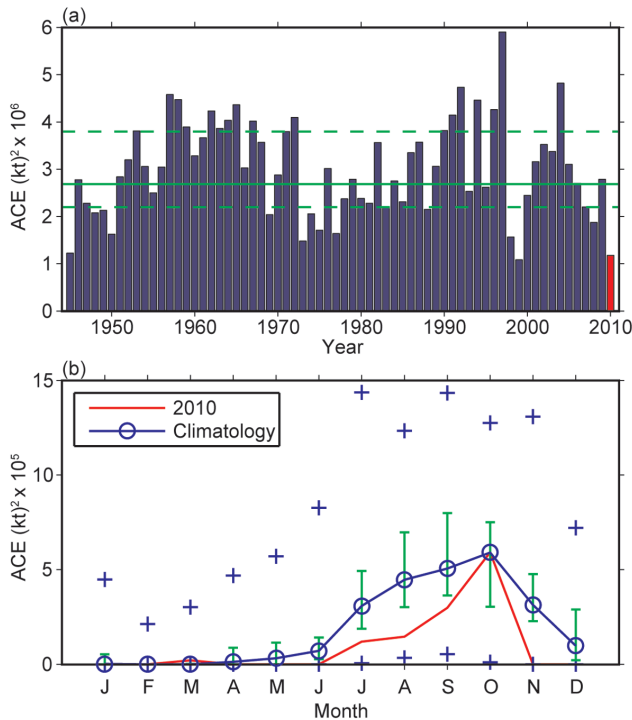 (a)
ACE (kt)² x 10⁶
6
5
4
3
2
1
0
1950 1960 1970 1980 1990 2000 2010
Year
(b)
ACE (kt)² x 10⁵
15
10
5
0
2010
Climatology
J F M A M J J A S O N D
Month